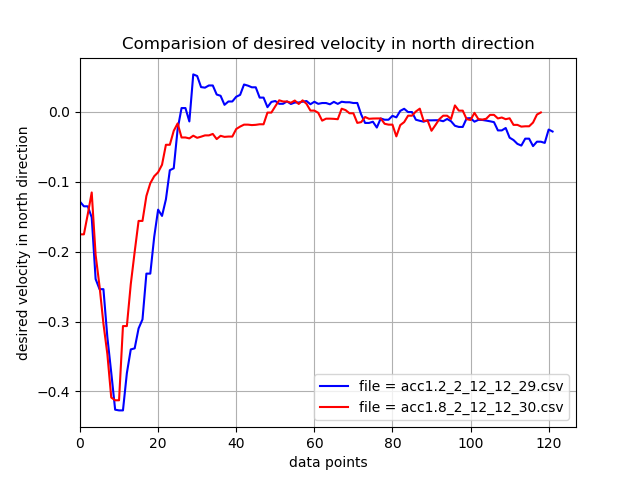 Comparision of desired velocity in north direction
desired velocity in north direction
0.0
−0.1
−0.2
−0.3
−0.4
0 20 40 60 80 100 120
data points
file = acc1.2_2_12_12_29.csv
file = acc1.8_2_12_12_30.csv